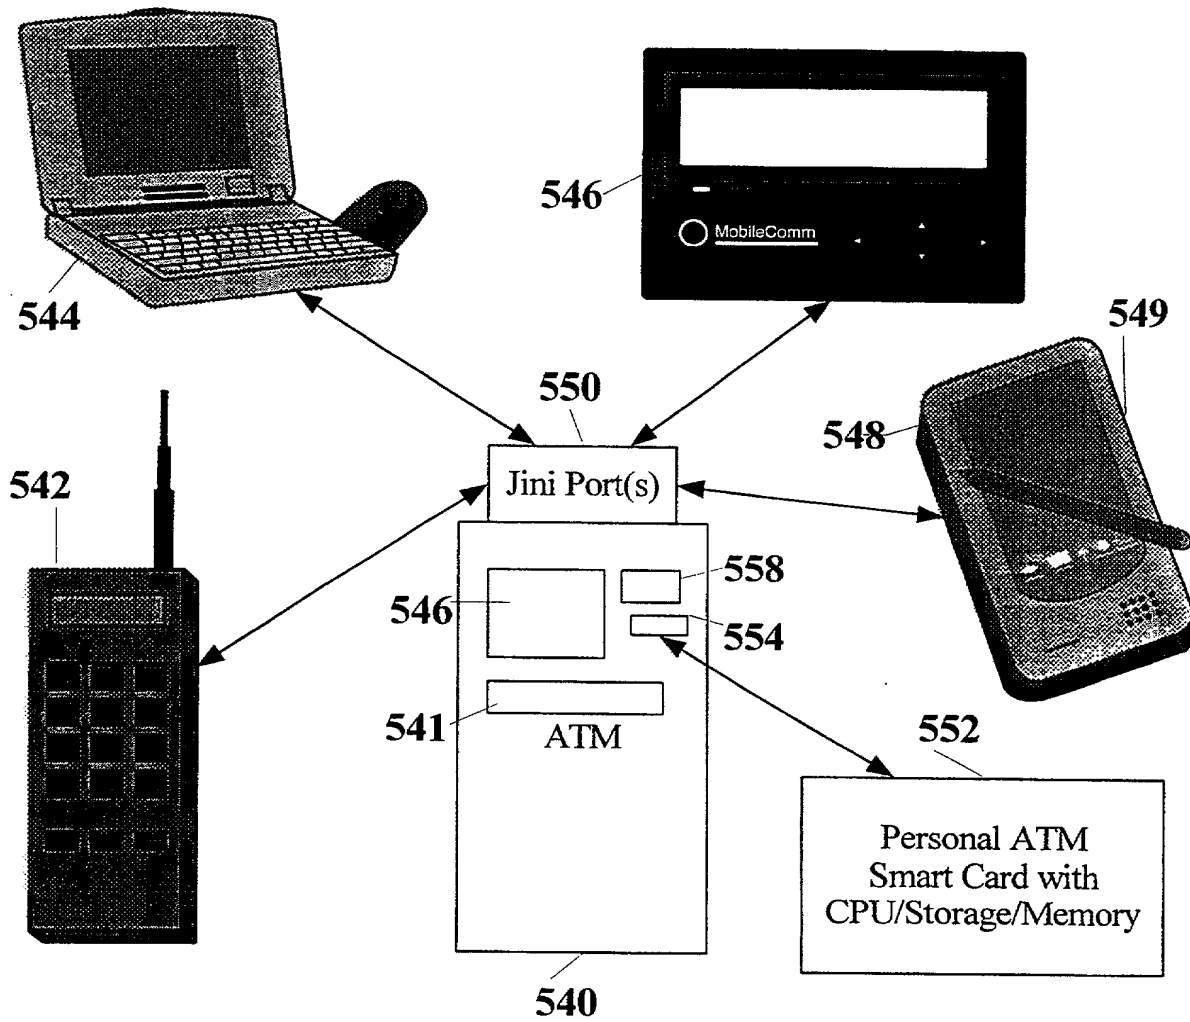 546
MobileComm
544
549
550
548
542
Jini Port(s)
558
546
554
541
ATM
552
Personal ATM
Smart Card with
CPU/Storage/Memory
540